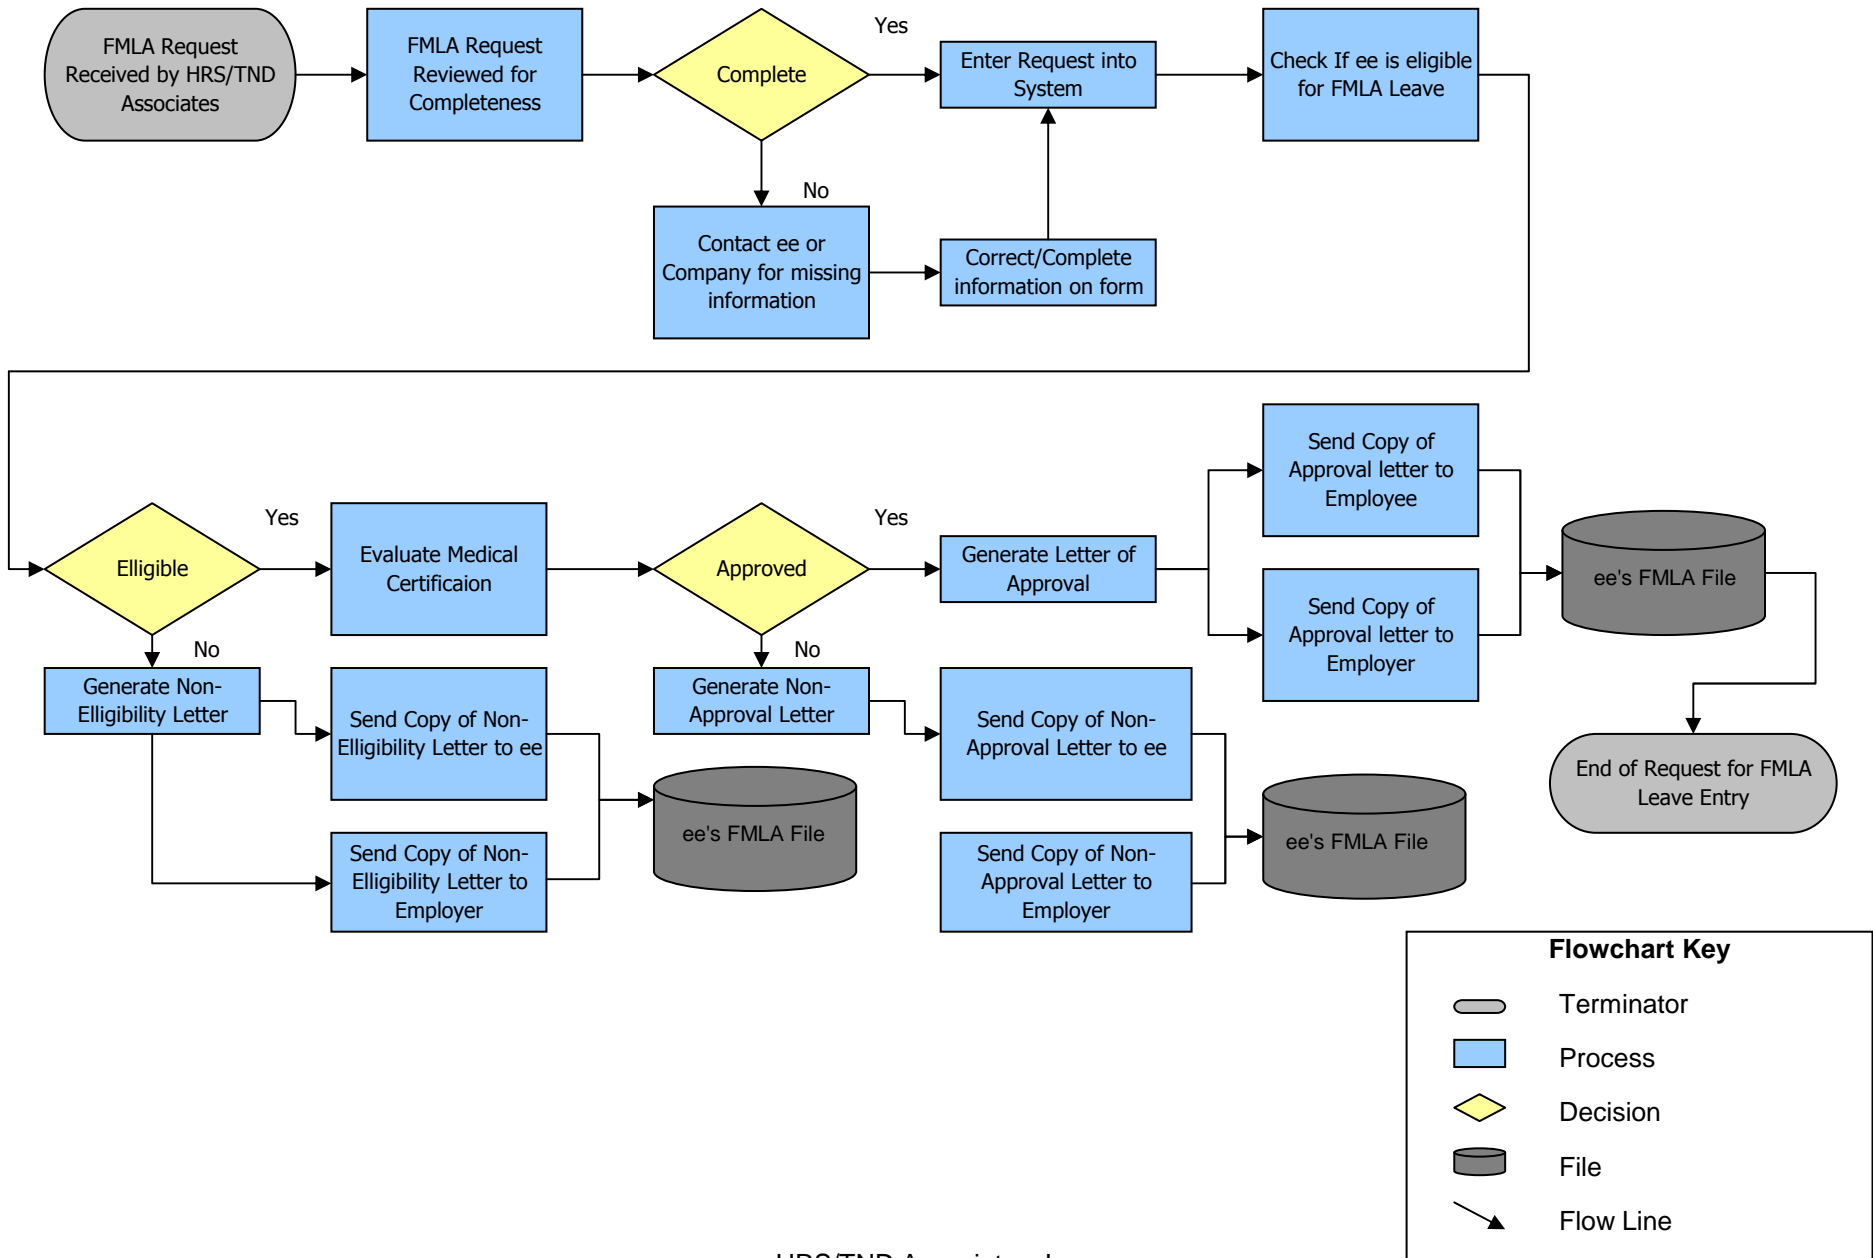 FMLA Request
Received by HRS/TND
Associates
FMLA Request
Reviewed for
Completeness
Complete
Yes
Enter Request into
System
Check If ee is eligible
for FMLA Leave
No
Contact ee or
Company for missing
information
Correct/Complete
information on form
Elligible
Yes
Evaluate Medical
Certificaion
Approved
Yes
Generate Letter of
Approval
Send Copy of
Approval letter to
Employee
Send Copy of
Approval letter to
Employer
ee's FMLA File
No
Generate Non-
Elligibility Letter
Send Copy of Non-
Elligibility Letter to ee
Send Copy of Non-
Elligibility Letter to
Employer
ee's FMLA File
No
Generate Non-
Approval Letter
Send Copy of Non-
Approval Letter to ee
Send Copy of Non-
Approval Letter to
Employer
ee's FMLA File
End of Request for FMLA
Leave Entry
Flowchart Key
Terminator
Process
Decision
File
Flow Line